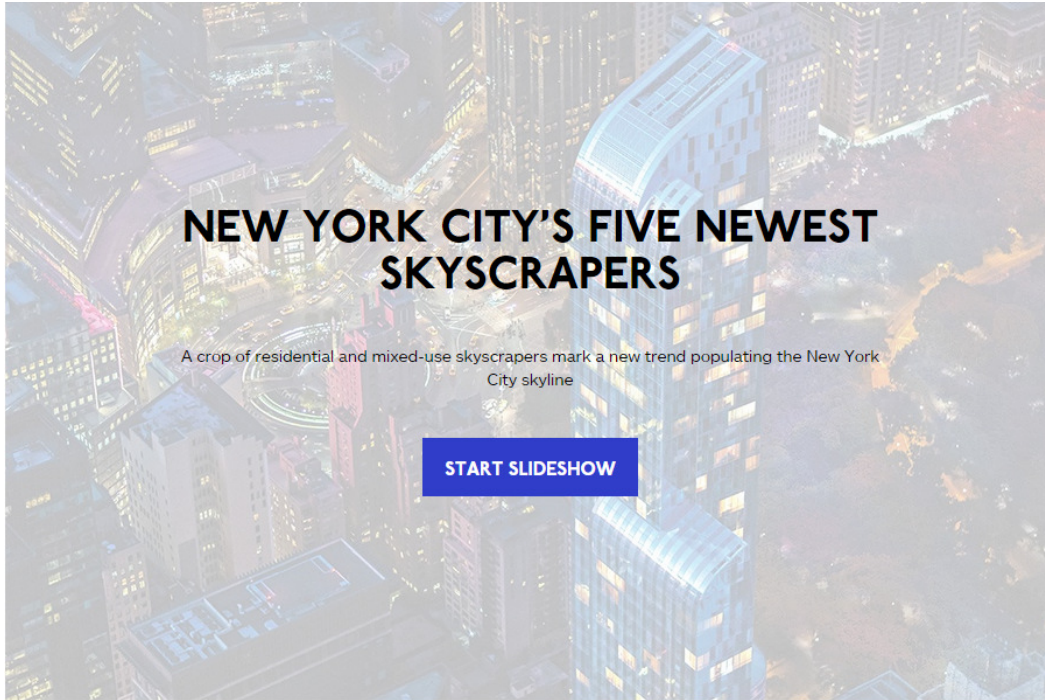 NEW YORK CITY'S FIVE NEWEST
SKYSCRAPERS
A crop of residential and mixed-use skyscrapers mark a new trend populating the New York
City skyline
START SLIDESHOW